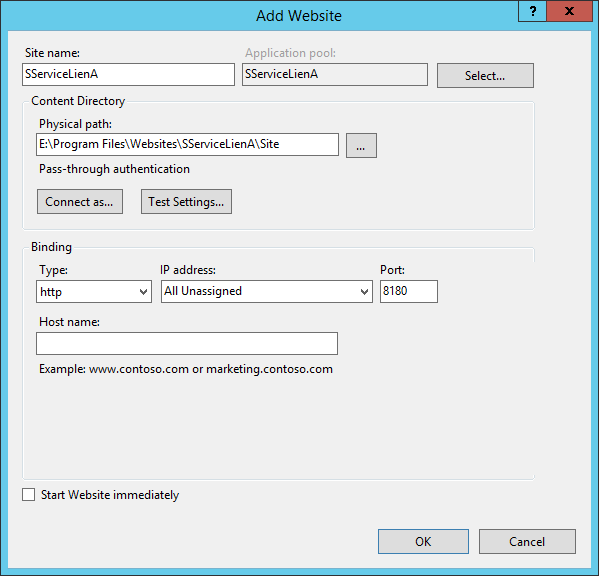 Add Website
?
x
Site name:
Application pool:
SServiceLienA
SServiceLienA
Select...
Content Directory
Physical path:
E:\Program Files\Websites\SServiceLienA\Site
...
Pass-through authentication
Connect as...
Test Settings...
Binding
Type:
IP address:
Port:
http
All Unassigned
8180
Host name:
Example: www.contoso.com or marketing.contoso.com
Start Website immediately
OK
Cancel